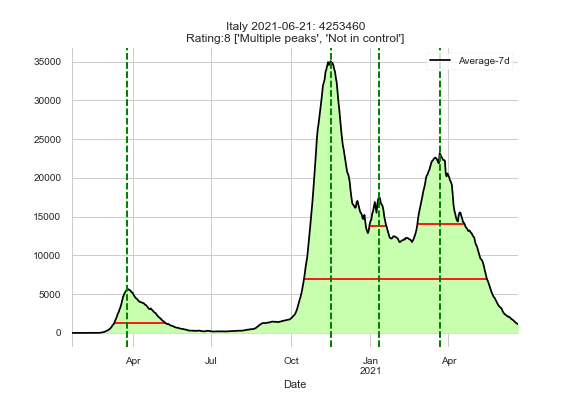 Italy 2021-06-21: 4253460
Rating:8 ['Multiple peaks', 'Not in control']
Average-7d
35000
30000
25000
20000
15000
10000
5000
0
Apr Jul Oct Jan Apr
2021
Date